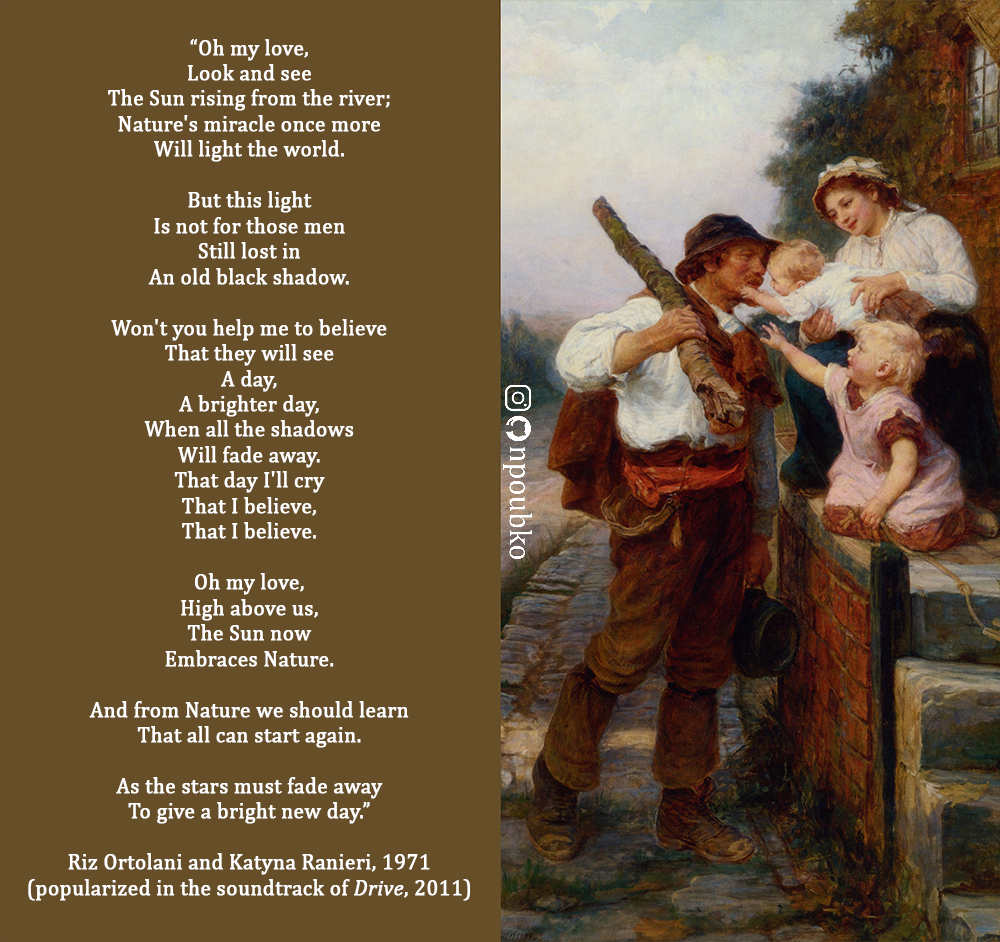 “Oh my love,
Look and see
The Sun rising from the river;
Nature's miracle once more
Will light the world.
But this light
Is not for those men
Still lost in
An old black shadow.
Won't you help me to believe
That they will see
A day,
A brighter day,
When all the shadows
Will fade away.
That day I'll cry
That I believe,
That I believe.
Oh my love,
High above us,
The Sun now
Embraces Nature.
And from Nature we should learn
That all can start again.
As the stars must fade away
To give a bright new day.”
Riz Ortolani and Katyna Ranieri, 1971
(popularized in the soundtrack of Drive, 2011)
npoubko